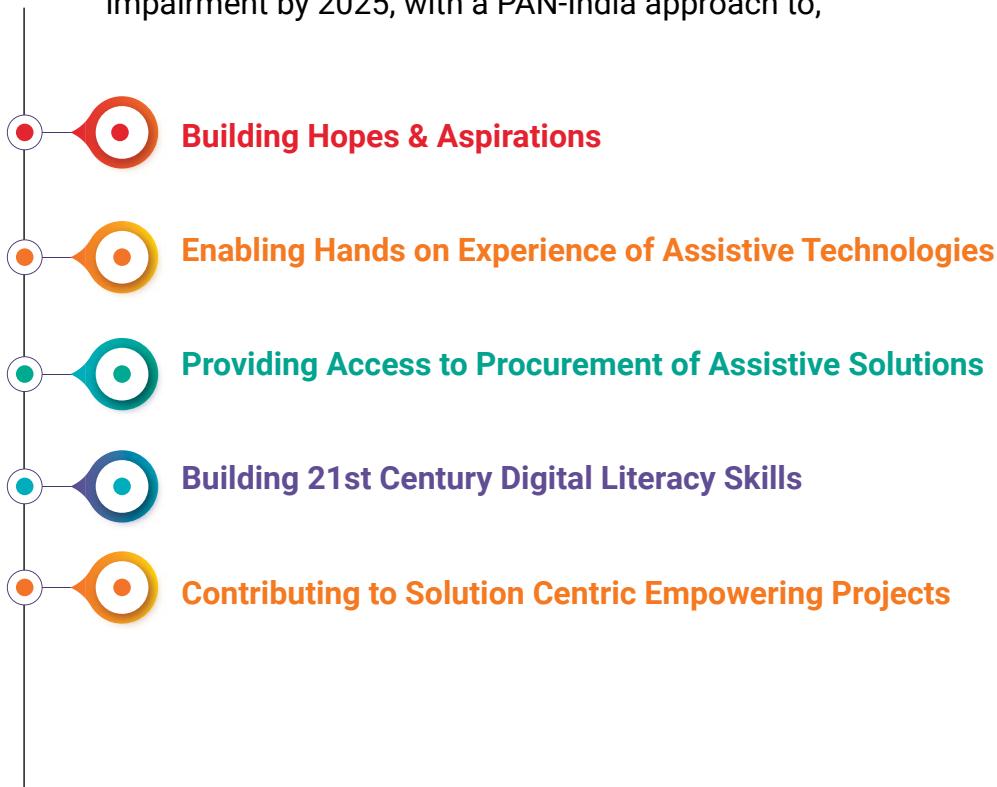 impairment by 2025, with a PAN-India approach to,
Building Hopes & Aspirations
Enabling Hands on Experience of Assistive Technologies
Providing Access to Procurement of Assistive Solutions
Building 21st Century Digital Literacy Skills
Contributing to Solution Centric Empowering Projects